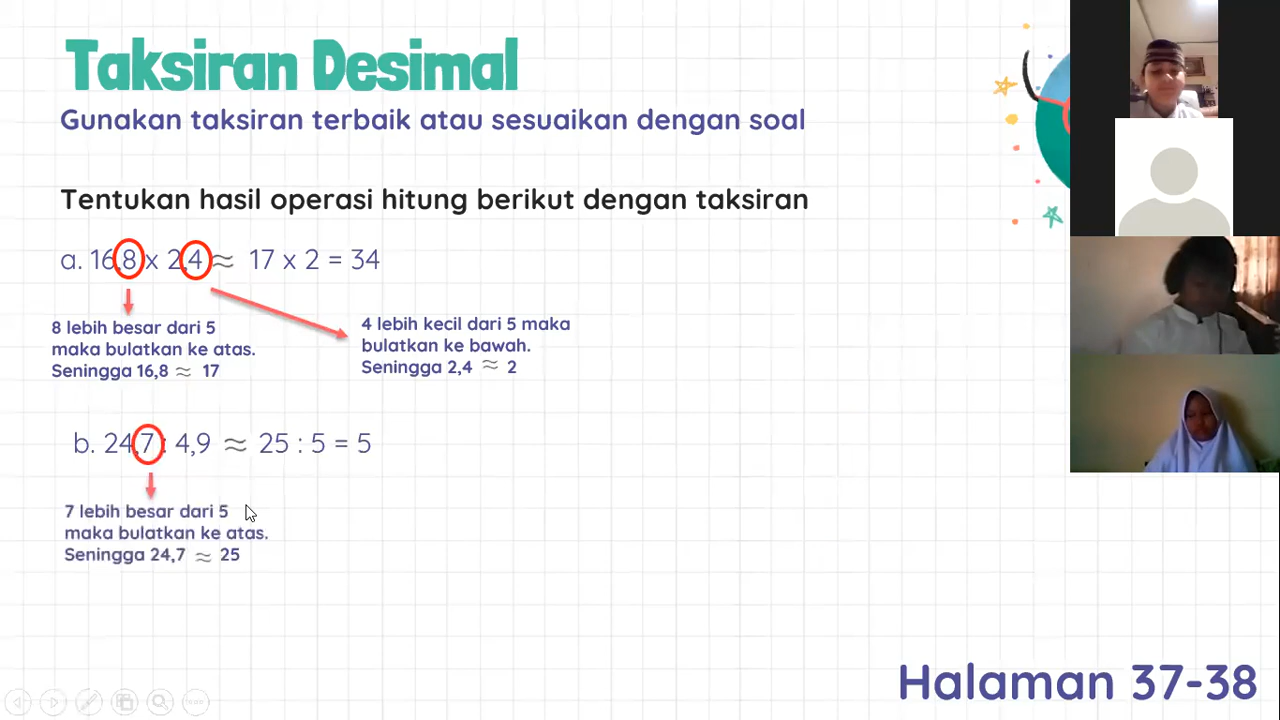 Taksiran Desimal
Gunakan taksiran terbaik atau sesuaikan dengan soal
Tentukan hasil operasi hitung berikut dengan taksiran
a. 16,8 x 2,4 ≈ 17 x 2 = 34
8 lebih besar dari 5
maka bulatkan ke atas.
Seningga 16,8 ≈ 17
4 lebih kecil dari 5 maka
bulatkan ke bawah.
Seningga 2,4 ≈ 2
b. 24,7 : 4,9 ≈ 25 : 5 = 5
7 lebih besar dari 5
maka bulatkan ke atas.
Seningga 24,7 ≈ 25
Halaman 37-38